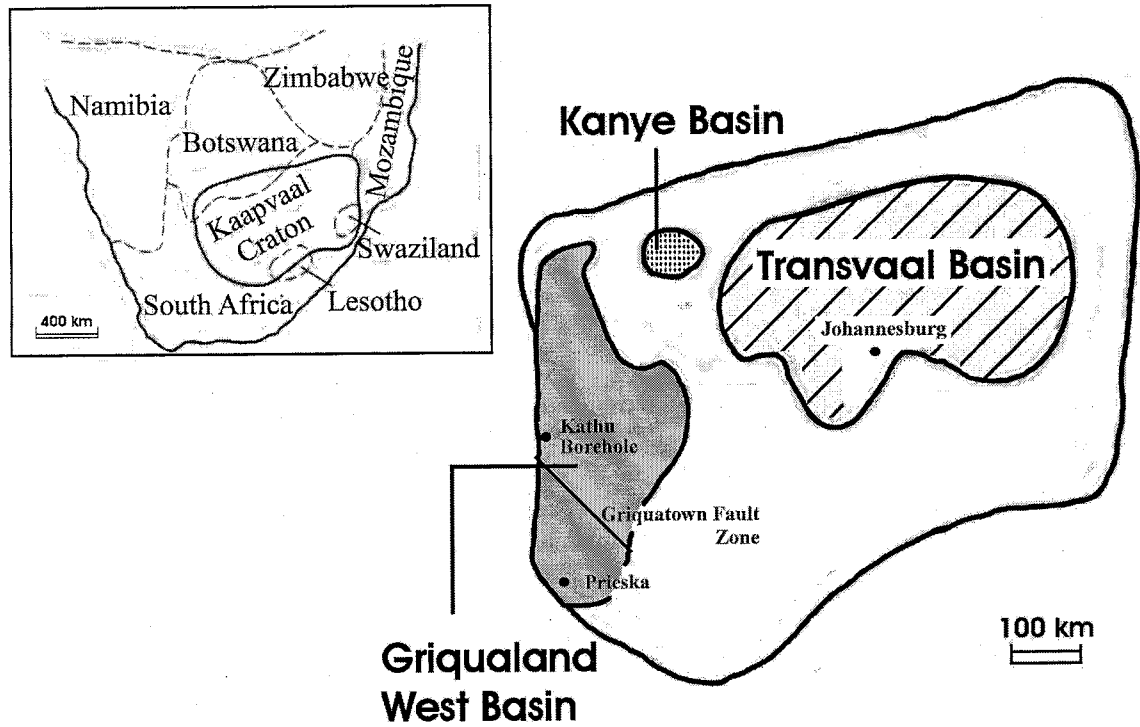 Namibia
Zimbabwe
Mozambique
Botswana
Kaapvaal
Craton
Swaziland
South Africa
Lesotho
400 km
Kanye Basin
Transvaal Basin
Johannesburg
Kathu
Borehole
Griquatown Fault
Zone
Prieska
100 km
Griqualand
West Basin